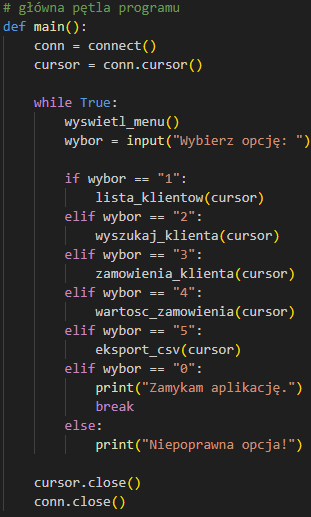 # główna pętla programu
def main():
    conn = connect()
    cursor = conn.cursor()

    while True:
        wyswietl_menu()
        wybor = input("Wybierz opcję: ")

        if wybor == "1":
            lista_klientow(cursor)
        elif wybor == "2":
            wyszukaj_klienta(cursor)
        elif wybor == "3":
            zamowienia_klienta(cursor)
        elif wybor == "4":
            wartosc_zamowienia(cursor)
        elif wybor == "5":
            eksport_csv(cursor)
        elif wybor == "0":
            print("Zamykam aplikację.")
            break
        else:
            print("Niepoprawna opcja!")

    cursor.close()
    conn.close()